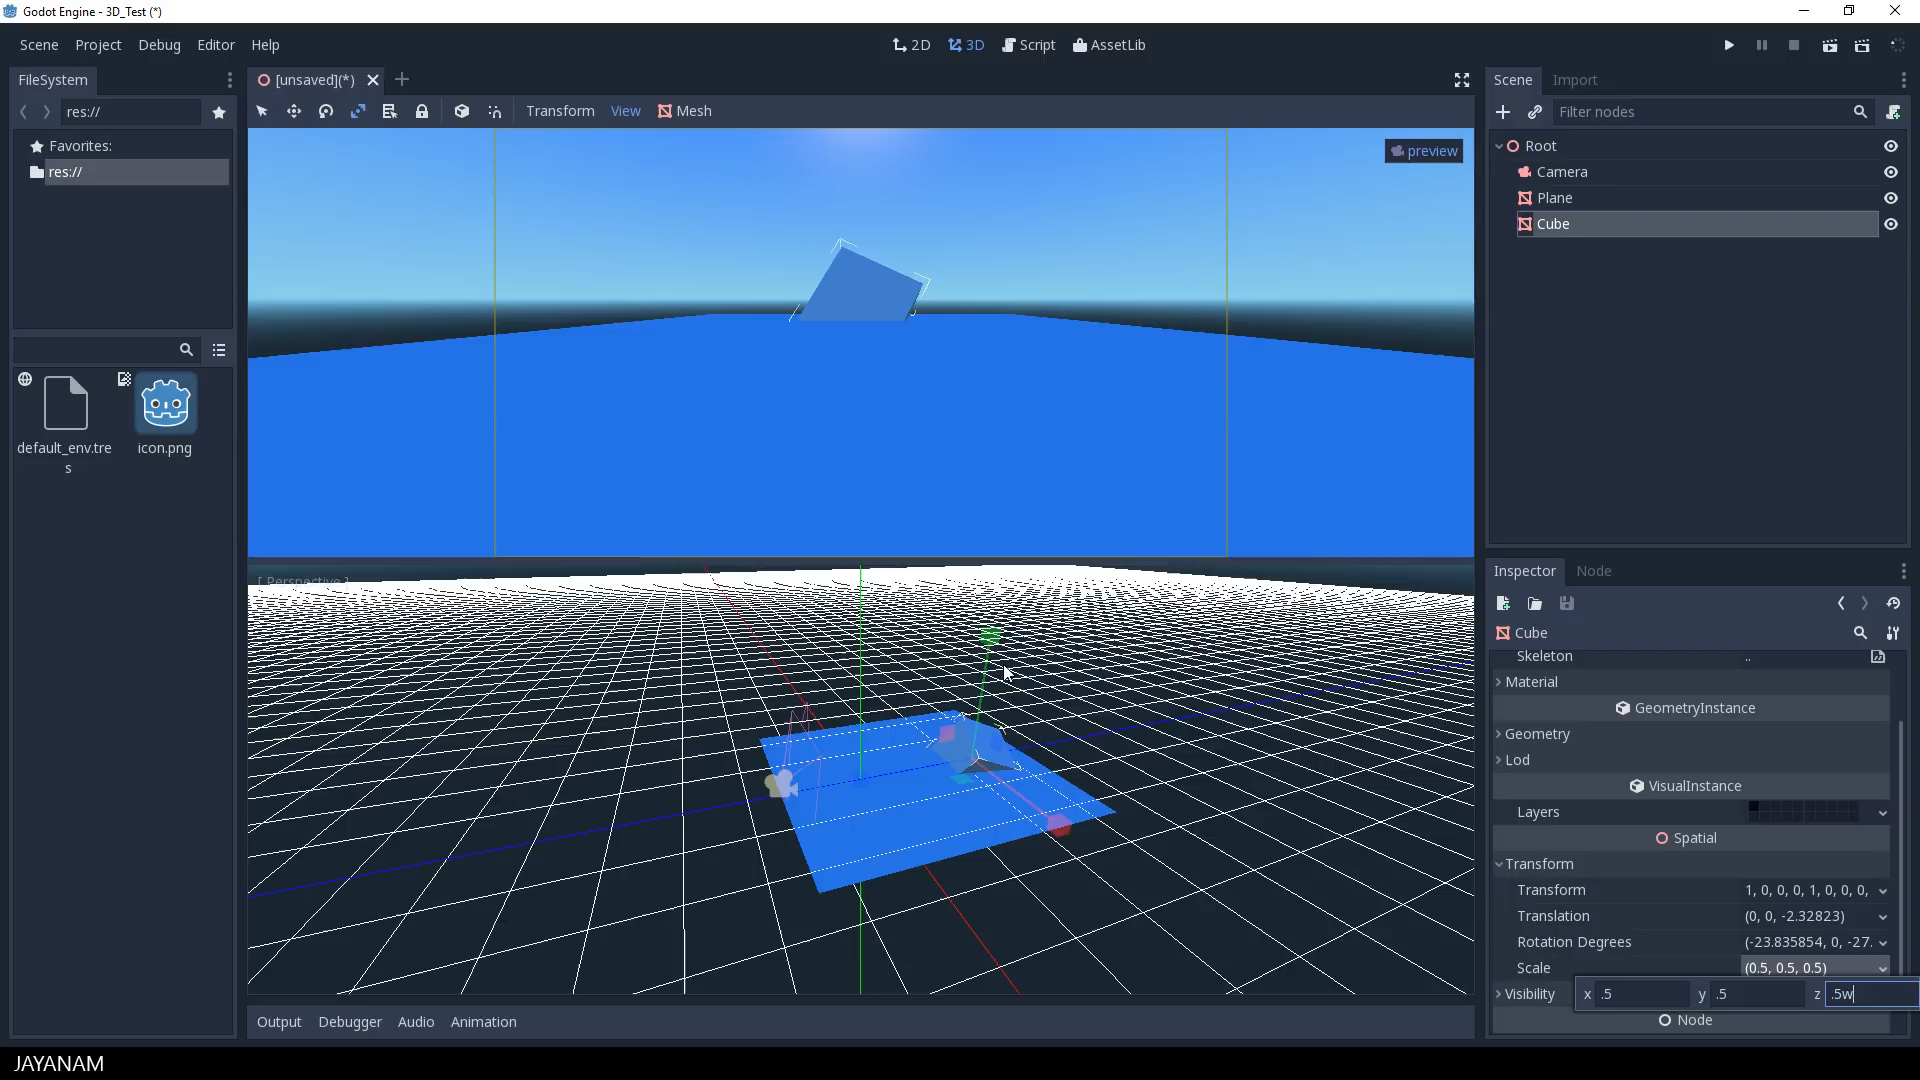 Godot Engine - 3D_Test (*)
Scene Project Debug Editor Help
2D 3D Script AssetLib
FileSystem
[unsaved](*)
Scene Import
res://
Transform View Mesh
Filter nodes
Favorites:
res://
preview
Root
Camera
Plane
Cube
default_env.tre
s
icon.png
[ Perspective ]
Inspector Node
Cube
Skeleton ..
Material
GeometryInstance
Geometry
Lod
VisualInstance
Layers
Spatial
Transform
Transform 1, 0, 0, 0, 1, 0, 0, 0,
Translation (0, 0, -2.32823)
Rotation Degrees (-23.835854, 0, -27.
Scale (0.5, 0.5, 0.5)
Visibility x .5 y .5 z .5w
Node
Output Debugger Audio Animation
JAYANAM